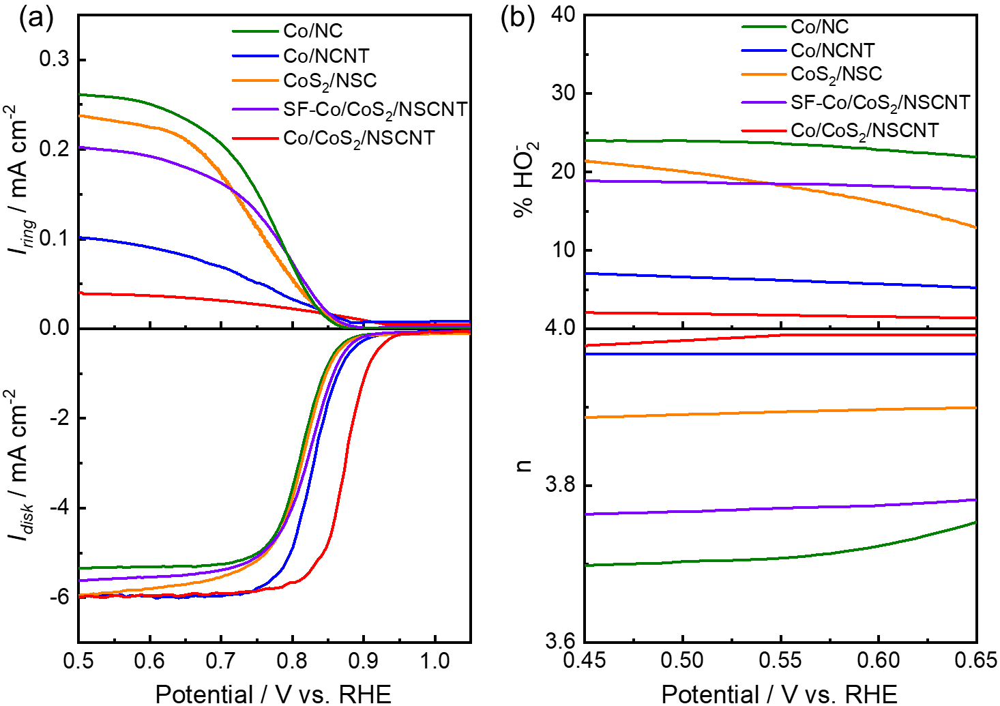 (a)
Co/NC
Co/NCNT
CoS₂/NSC
SF-Co/CoS₂/NSCNT
Co/CoS₂/NSCNT
0.3
0.2
0.1
0.0
I_ring / mA cm⁻²
-2
-4
-6
I_disk / mA cm⁻²
0.5 0.6 0.7 0.8 0.9 1.0
Potential / V vs. RHE
(b)
Co/NC
Co/NCNT
CoS₂/NSC
SF-Co/CoS₂/NSCNT
Co/CoS₂/NSCNT
40
30
20
10
% HO₂⁻
4.0
3.8
3.6
n
0.45 0.50 0.55 0.60 0.65
Potential / V vs. RHE